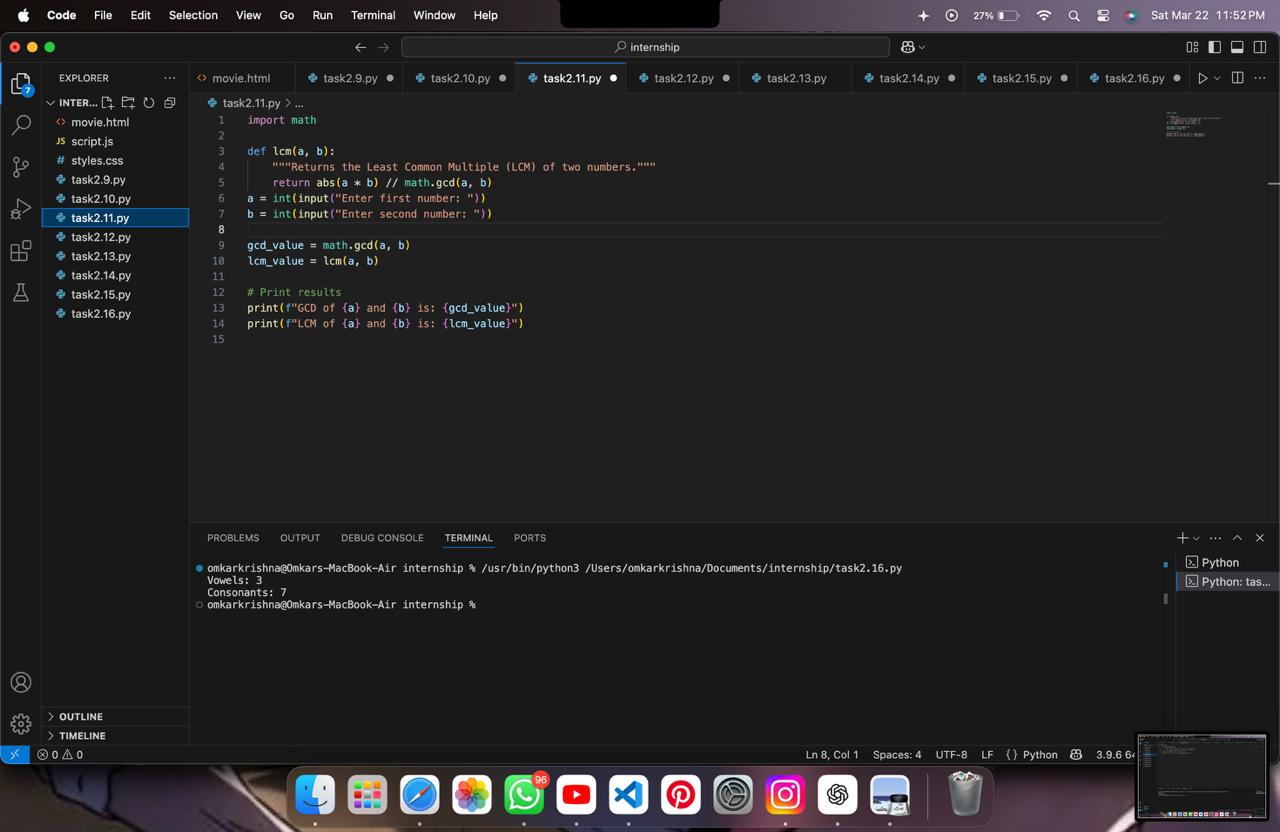 Code File Edit Selection View Go Run Terminal Window Help 27% Sat Mar 22 11:52 PM
internship
EXPLORER
movie.html task2.9.py task2.10.py task2.11.py task2.12.py task2.13.py task2.14.py task2.15.py task2.16.py
INTER...
task2.11.py > ...
movie.html
JS script.js
# styles.css
task2.9.py
task2.10.py
task2.11.py
task2.12.py
task2.13.py
task2.14.py
task2.15.py
task2.16.py
7
1 import math
2
3 def lcm(a, b):
4 """Returns the Least Common Multiple (LCM) of two numbers."""
5 return abs(a * b) // math.gcd(a, b)
6 a = int(input("Enter first number: "))
7 b = int(input("Enter second number: "))
8
9 gcd_value = math.gcd(a, b)
10 lcm_value = lcm(a, b)
11
12 # Print results
13 print(f"GCD of {a} and {b} is: {gcd_value}")
14 print(f"LCM of {a} and {b} is: {lcm_value}")
15
PROBLEMS OUTPUT DEBUG CONSOLE TERMINAL PORTS
omkarkrishna@Omkars-MacBook-Air internship % /usr/bin/python3 /Users/omkarkrishna/Documents/internship/task2.16.py
Vowels: 3
Consonants: 7
omkarkrishna@Omkars-MacBook-Air internship %
Python
Python: tas...
OUTLINE
TIMELINE
0 0 Ln 8, Col 1 Spaces: 4 UTF-8 LF {} Python 3.9.6 64
96